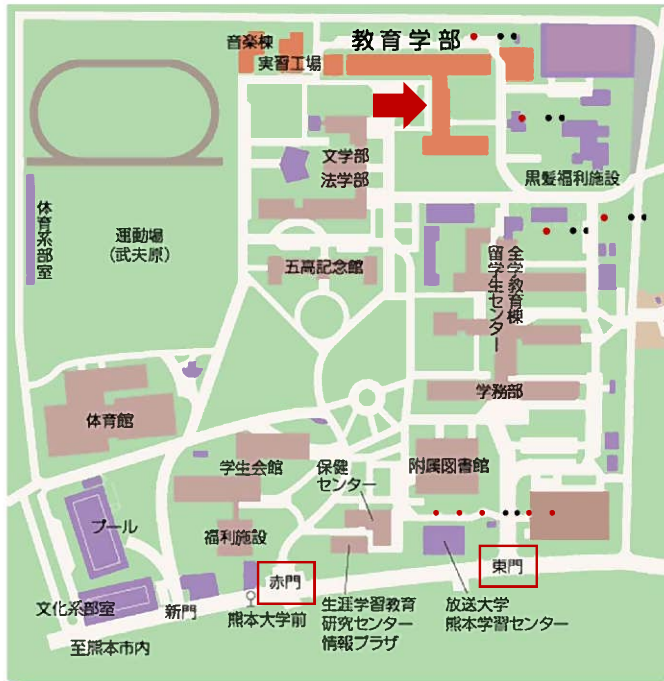 音楽棟
教育学部
実習工場
文学部
法学部
黒髪福利施設
体育系部室
運動場
(武夫原)
五高記念館
全学教育棟
留学生センター
学務部
体育館
学生会館
保健
センター
附属図書館
プール
福利施設
赤門
東門
文化系部室
新門
熊本大学前
生涯学習教育
研究センター
情報プラザ
放送大学
熊本学習センター
至熊本市内